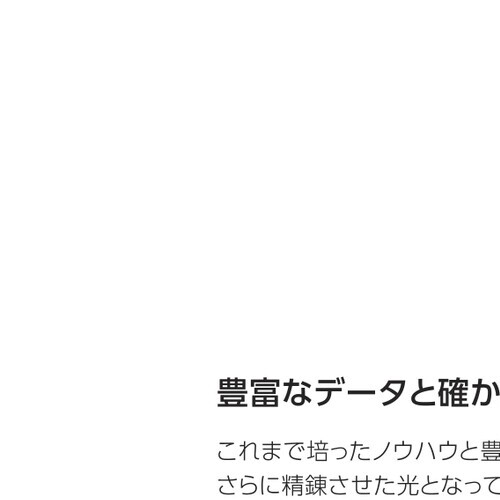 豊富なデータと確か
これまで培ったノウハウと豊
さらに精錬させた光となって